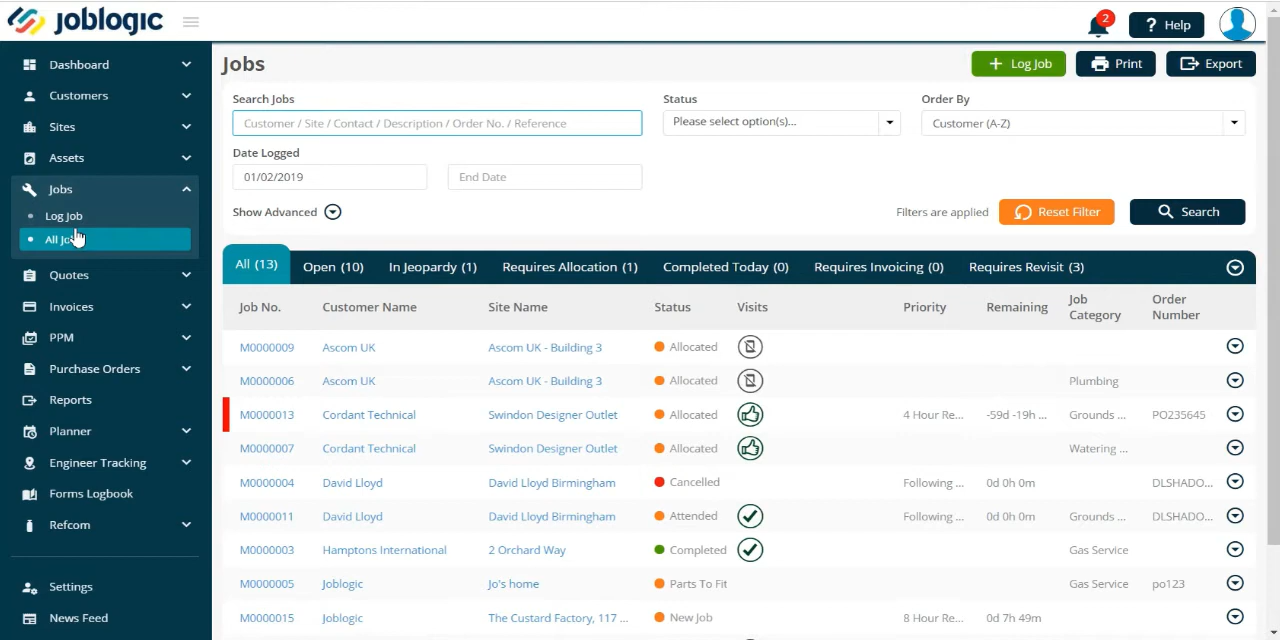 joblogic
2
? Help
Dashboard
Customers
Sites
Assets
Jobs
Log Job
All
Quotes
Invoices
PPM
Purchase Orders
Reports
Planner
Engineer Tracking
Forms Logbook
Refcom
Settings
News Feed
Jobs
+ Log Job
Print
Export
Search Jobs
Status
Order By
Customer / Site / Contact / Description / Order No. / Reference
Please select option(s)...
Customer (A-Z)
Date Logged
01/02/2019
End Date
Show Advanced
Filters are applied
Reset Filter
Search
All (13) Open (10) In Jeopardy (1) Requires Allocation (1) Completed Today (0) Requires Invoicing (0) Requires Revisit (3)
Job No. Customer Name Site Name Status Visits Priority Remaining Job Category Order Number
M0000009 Ascom UK Ascom UK - Building 3 Allocated
M0000006 Ascom UK Ascom UK - Building 3 Allocated Plumbing
M0000013 Cordant Technical Swindon Designer Outlet Allocated 4 Hour Re... -59d -19h ... Grounds ... PO235645
M0000007 Cordant Technical Swindon Designer Outlet Allocated Watering ...
M0000004 David Lloyd David Lloyd Birmingham Cancelled Following ... 0d 0h 0m DLSHADO...
M0000011 David Lloyd David Lloyd Birmingham Attended Following ... 0d 0h 0m Grounds ... DLSHADO...
M0000003 Hamptons International 2 Orchard Way Completed Gas Service
M0000005 Joblogic Jo's home Parts To Fit Gas Service po123
M0000015 Joblogic The Custard Factory, 117 ... New Job 8 Hour Re... 0d 7h 49m